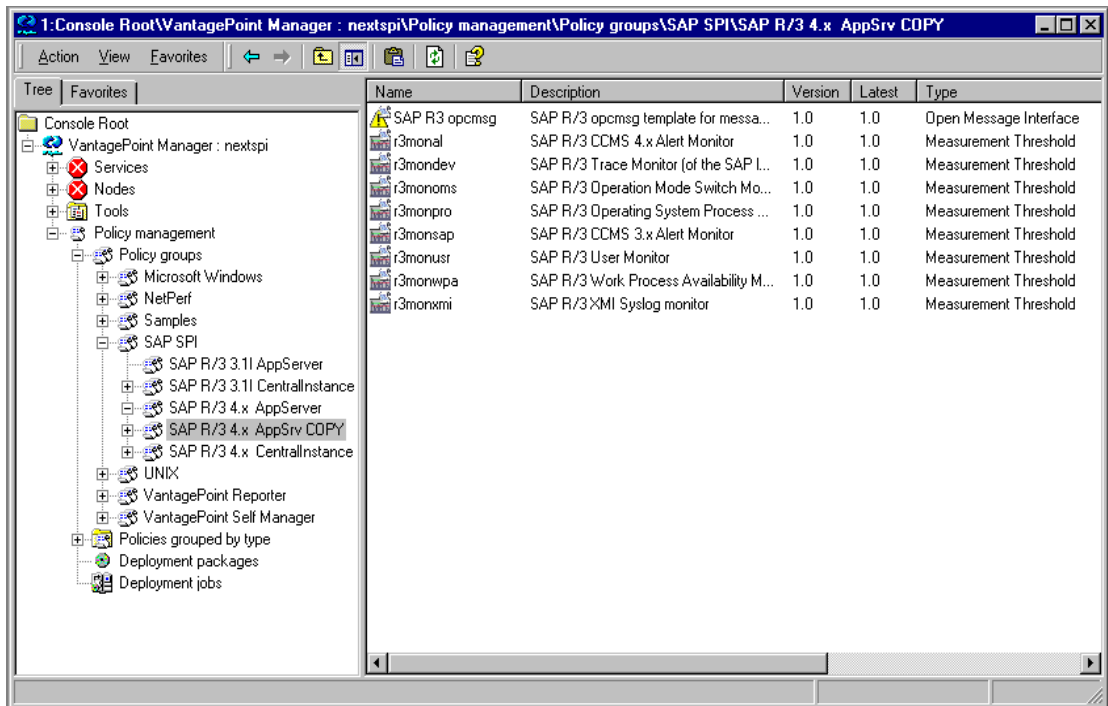 1:Console Root\VantagePoint Manager : nextspi\Policy management\Policy groups\SAP SPI\SAP R/3 4.x AppSrv COPY
Action View Favorites
Tree Favorites
Console Root
VantagePoint Manager : nextspi
Services
Nodes
Tools
Policy management
Policy groups
Microsoft Windows
NetPerf
Samples
SAP SPI
SAP R/3 3.1I AppServer
SAP R/3 3.1I CentralInstance
SAP R/3 4.x AppServer
SAP R/3 4.x AppSrv COPY
SAP R/3 4.x CentralInstance
UNIX
VantagePoint Reporter
VantagePoint Self Manager
Policies grouped by type
Deployment packages
Deployment jobs
Name Description Version Latest Type
SAP R3 opcmsg SAP R/3 opcmsg template for messa... 1.0 1.0 Open Message Interface
r3monal SAP R/3 CCMS 4.x Alert Monitor 1.0 1.0 Measurement Threshold
r3mondev SAP R/3 Trace Monitor (of the SAP I... 1.0 1.0 Measurement Threshold
r3monoms SAP R/3 Operation Mode Switch Mo... 1.0 1.0 Measurement Threshold
r3monpro SAP R/3 Operating System Process ... 1.0 1.0 Measurement Threshold
r3monsap SAP R/3 CCMS 3.x Alert Monitor 1.0 1.0 Measurement Threshold
r3monusr SAP R/3 User Monitor 1.0 1.0 Measurement Threshold
r3monwpa SAP R/3 Work Process Availability M... 1.0 1.0 Measurement Threshold
r3monxmi SAP R/3 XMI Syslog monitor 1.0 1.0 Measurement Threshold